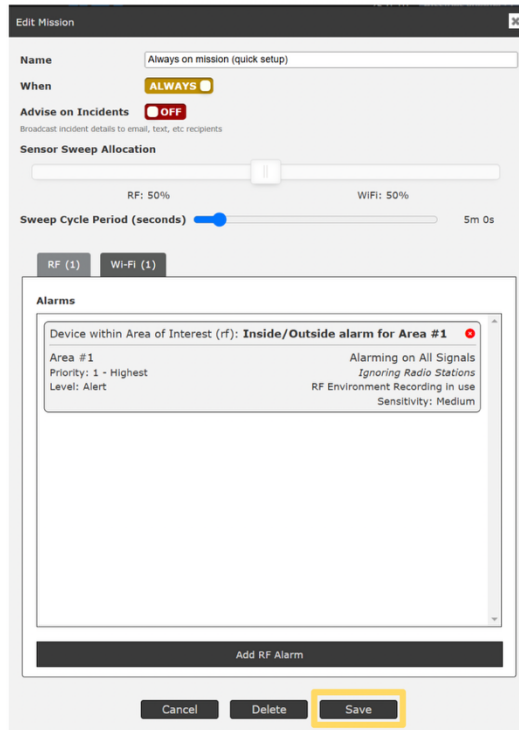 Edit Mission
Name Always on mission (quick setup)
When ALWAYS
Advise on Incidents OFF
Broadcast incident details to email, text, etc recipients
Sensor Sweep Allocation
RF: 50% WiFi: 50%
Sweep Cycle Period (seconds) 5m 0s
RF (1) Wi-Fi (1)
Alarms
Device within Area of Interest (rf): Inside/Outside alarm for Area #1
Area #1 Alarming on All Signals
Priority: 1 - Highest Ignoring Radio Stations
Level: Alert RF Environment Recording in use
Sensitivity: Medium
Add RF Alarm
Cancel Delete Save